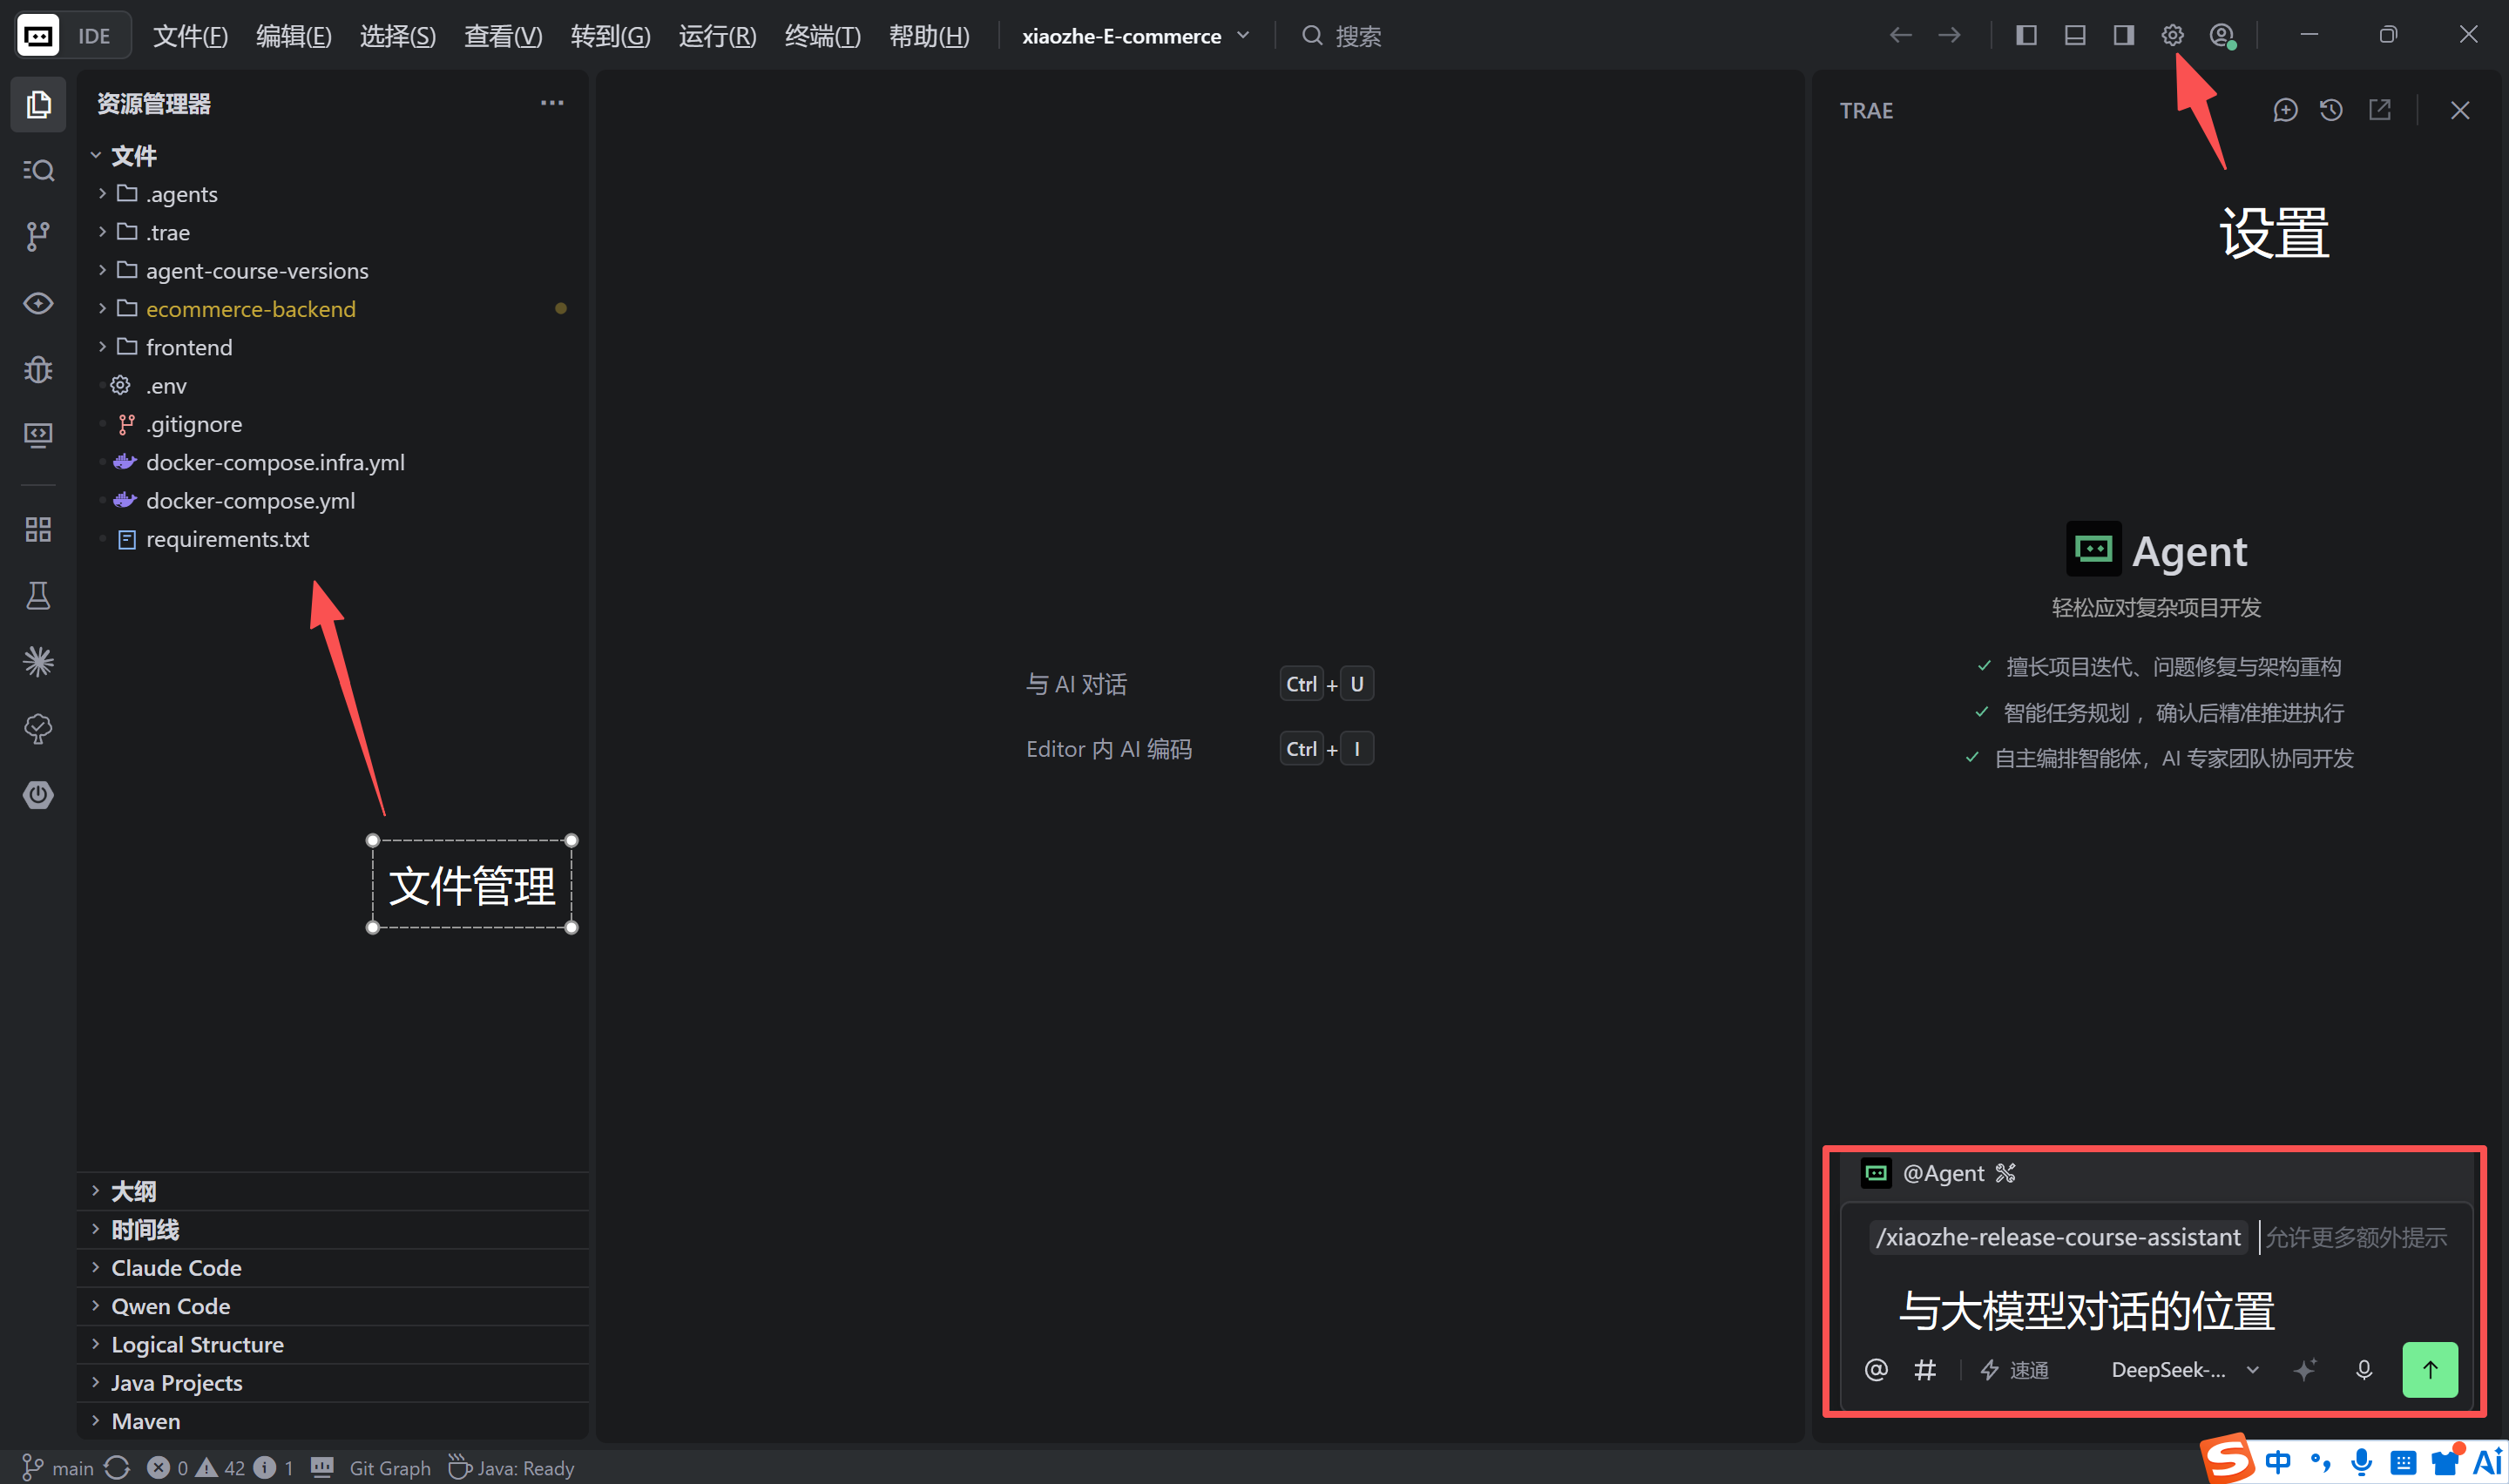 IDE 文件(F) 编辑(E) 选择(S) 查看(V) 转到(G) 运行(R) 终端(T) 帮助(H) xiaozhe-E-commerce 搜索
资源管理器
文件
.agents
.trae
agent-course-versions
ecommerce-backend
frontend
.env
.gitignore
docker-compose.infra.yml
docker-compose.yml
requirements.txt
文件管理
大纲
时间线
Claude Code
Qwen Code
Logical Structure
Java Projects
Maven
与 AI 对话 Ctrl + U
Editor 内 AI 编码 Ctrl + I
TRAE
设置
Agent
轻松应对复杂项目开发
擅长项目迭代、问题修复与架构重构
智能任务规划，确认后精准推进执行
自主编排智能体，AI 专家团队协同开发
@Agent
/xiaozhe-release-course-assistant 允许更多额外提示
与大模型对话的位置
@ # 速通 DeepSeek-...
main 0 42 1 Git Graph Java: Ready
S 中 Ai